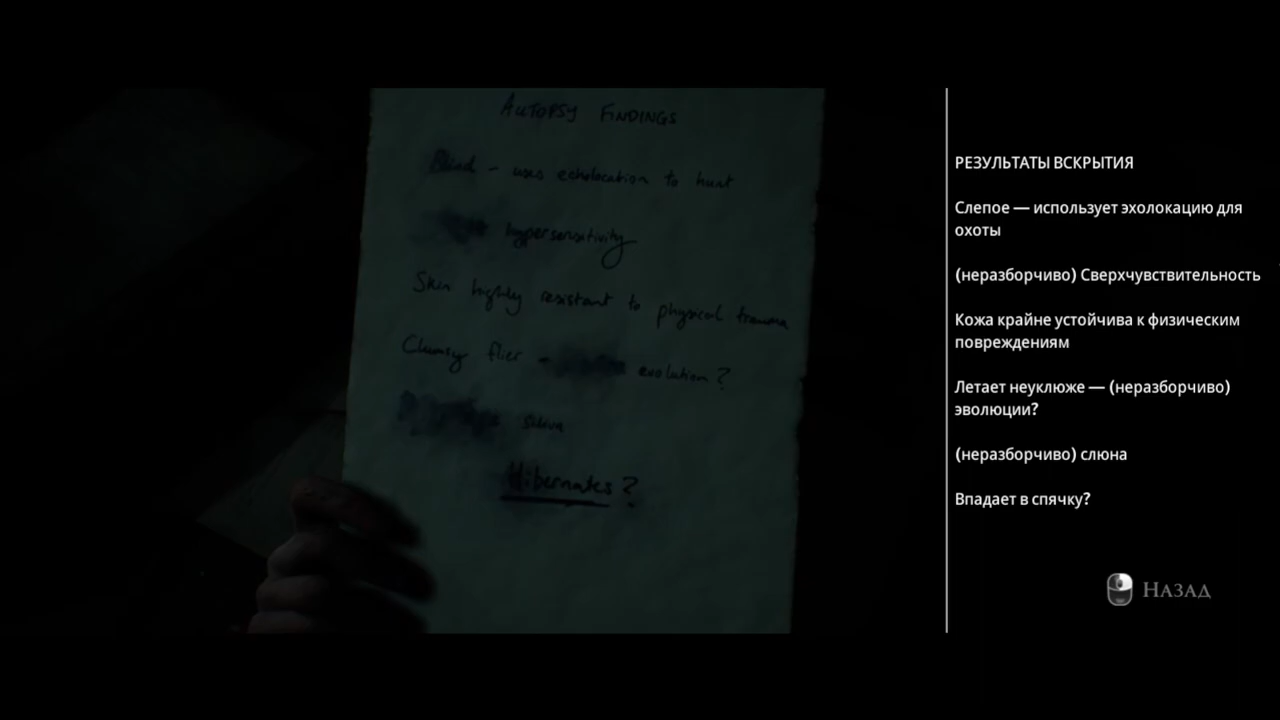 AUTOPSY FINDINGS
Blind - uses echolocation to hunt
hypersensitivity
Skin highly resistant to physical trauma
Clumsy flier - evolution?
saliva
Hibernates?
РЕЗУЛЬТАТЫ ВСКРЫТИЯ
Слепое — использует эхолокацию для
охоты
(неразборчиво) Сверхчувствительность
Кожа крайне устойчива к физическим
повреждениям
Летает неуклюже — (неразборчиво)
эволюции?
(неразборчиво) слюна
Впадает в спячку?
НАЗАД